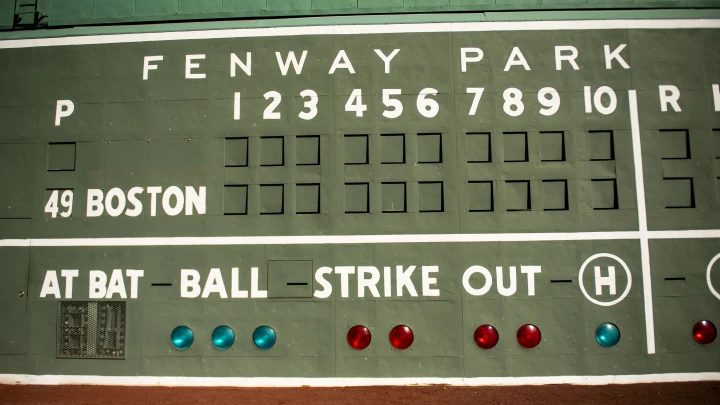 FENWAY PARK
P 1 2 3 4 5 6 7 8 9 10 R
49 BOSTON
AT BAT BALL STRIKE OUT H